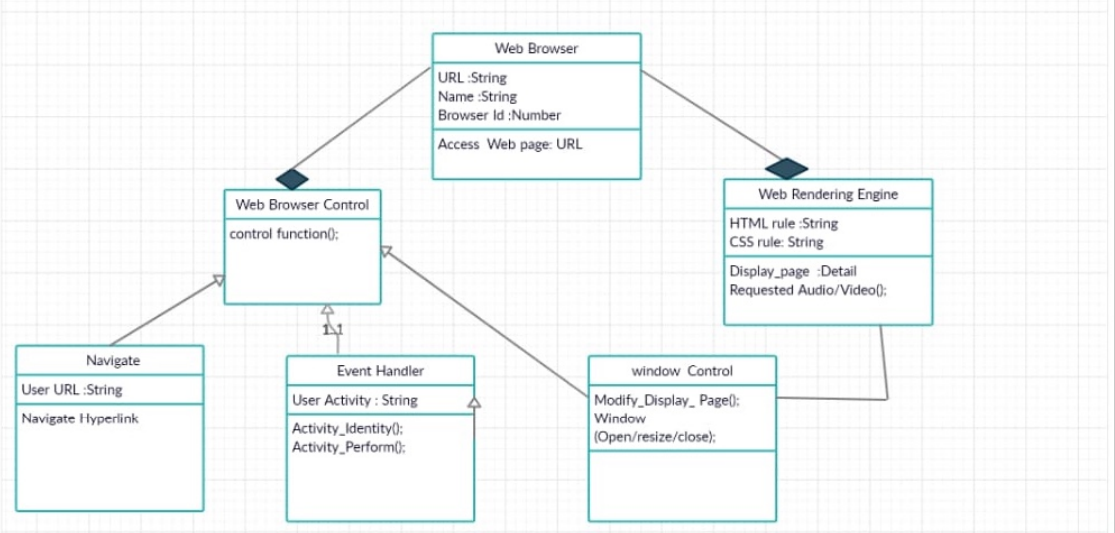 Web Browser
URL :String
Name :String
Browser Id :Number
Access Web page: URL
Web Browser Control
control function();
Web Rendering Engine
HTML rule :String
CSS rule: String
Display_page :Detail
Requested Audio/Video();
1..1
Navigate
User URL :String
Navigate Hyperlink
Event Handler
User Activity : String
Activity_Identity();
Activity_Perform();
window Control
Modify_Display_ Page();
Window
(Open/resize/close);